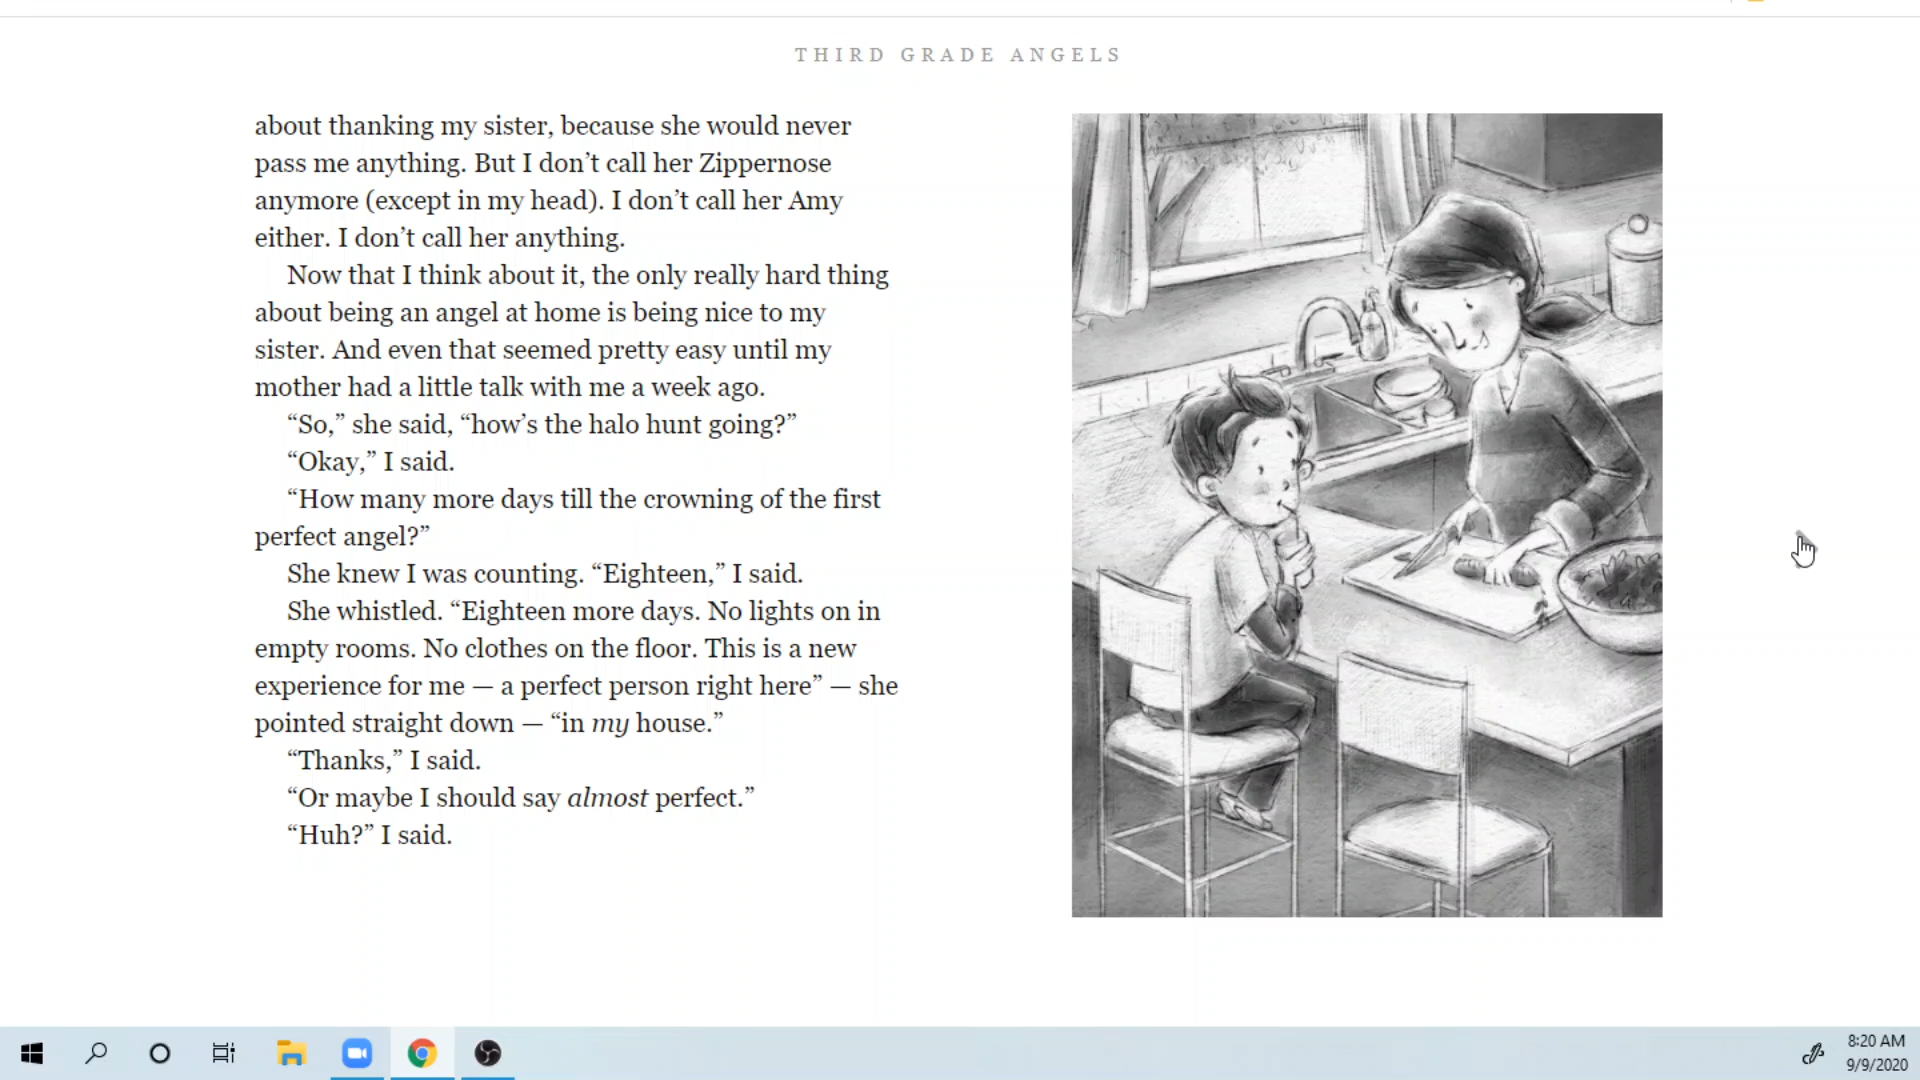 THIRD GRADE ANGELS
about thanking my sister, because she would never
pass me anything. But I don’t call her Zippernose
anymore (except in my head). I don’t call her Amy
either. I don’t call her anything.
Now that I think about it, the only really hard thing
about being an angel at home is being nice to my
sister. And even that seemed pretty easy until my
mother had a little talk with me a week ago.
“So,” she said, “how’s the halo hunt going?”
“Okay,” I said.
“How many more days till the crowning of the first
perfect angel?”
She knew I was counting. “Eighteen,” I said.
She whistled. “Eighteen more days. No lights on in
empty rooms. No clothes on the floor. This is a new
experience for me — a perfect person right here” — she
pointed straight down — “in my house.”
“Thanks,” I said.
“Or maybe I should say almost perfect.”
“Huh?” I said.
8:20 AM
9/9/2020